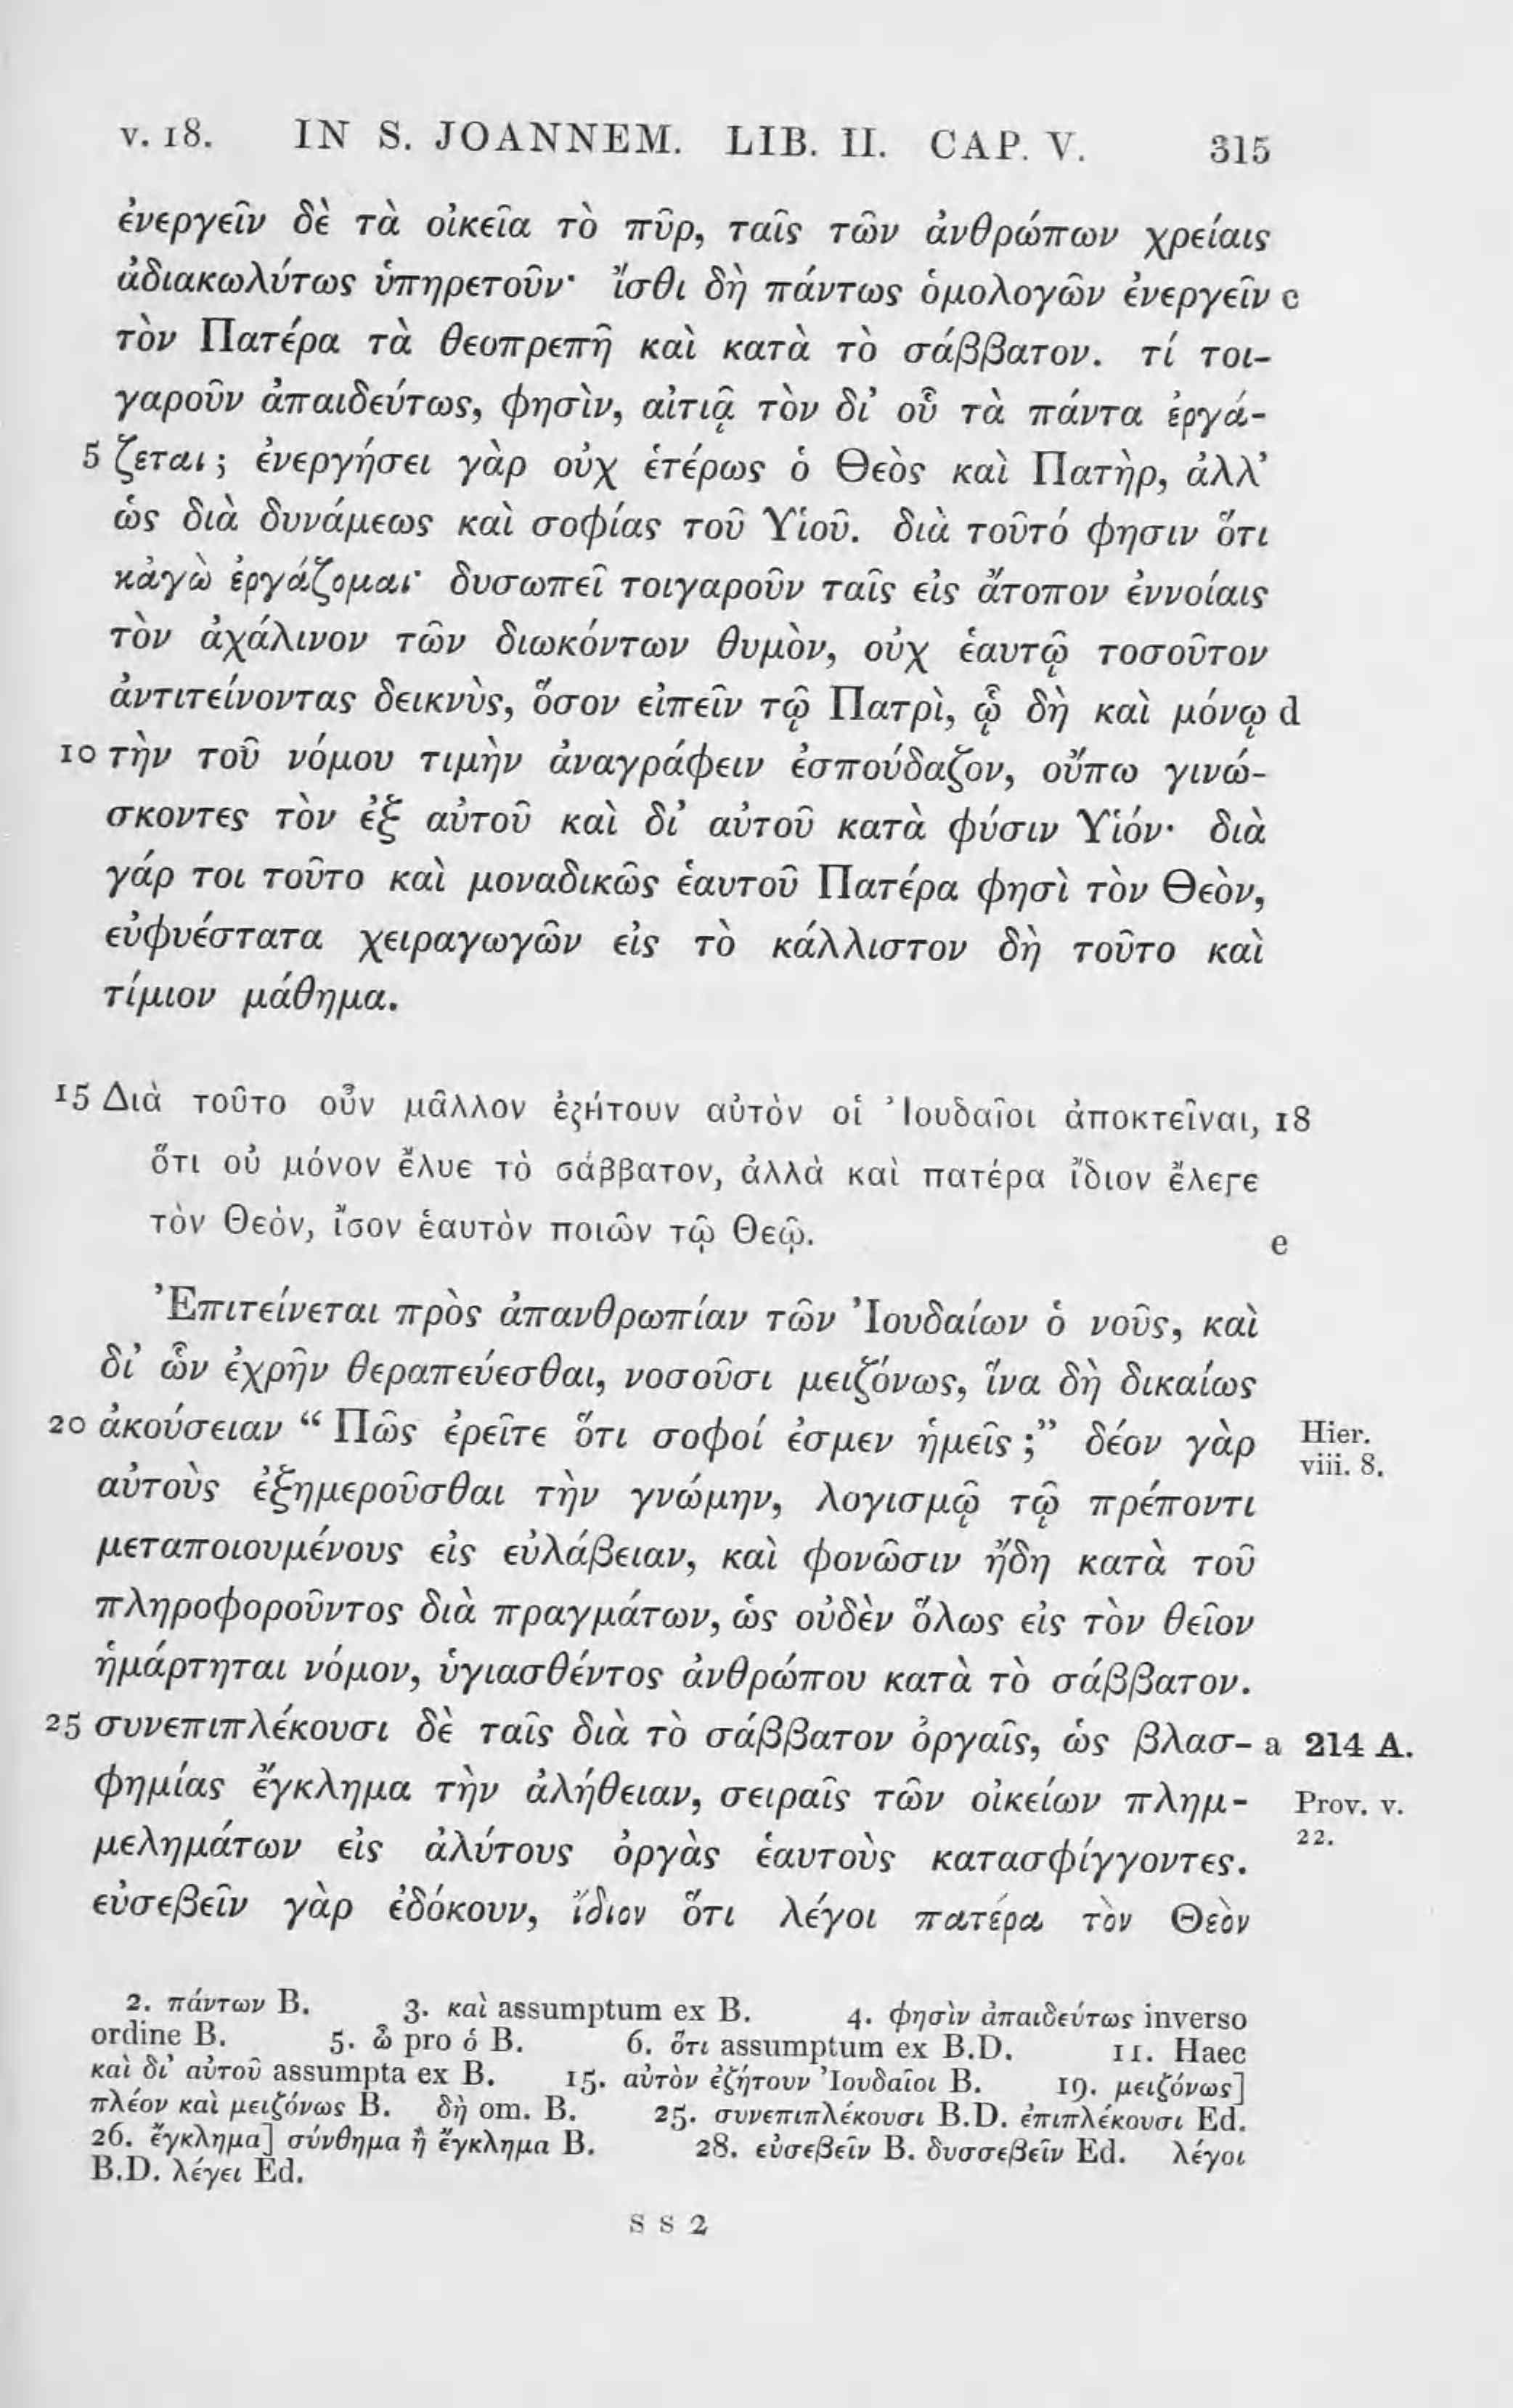 v. 18. IN S. JOANNEM. LIB. II. CAP. V. 315
ἐνεργεῖν δὲ τὰ οἰκεῖα τὸ πῦρ, ταῖς τῶν ἀνθρώπων χρείαις
ἀδιακωλύτως ὑπηρετοῦν· ἴσθι δὴ πάντως ὁμολογῶν ἐνεργεῖν c
τὸν Πατέρα τὰ θεοπρεπῆ καὶ κατὰ τὸ σάββατον. τί τοι-
γαροῦν ἀπαιδεύτως, φησὶν, αἰτιᾷ τὸν δι’ οὗ τὰ πάντα ἐργά-
5 ζεται; ἐνεργήσει γὰρ οὐχ ἑτέρως ὁ Θεὸς καὶ Πατὴρ, ἀλλ’
ὡς διὰ δυνάμεως καὶ σοφίας τοῦ Υἱοῦ. διὰ τοῦτό φησιν ὅτι
κἀγὼ ἐργάζομαι· δυσωπεῖ τοιγαροῦν ταῖς εἰς ἄτοπον ἐννοίαις
τὸν ἀχάλινον τῶν διωκόντων θυμὸν, οὐχ ἑαυτῷ τοσοῦτον
ἀντιτείνοντας δεικνὺς, ὅσον εἰπεῖν τῷ Πατρὶ, ᾧ δὴ καὶ μόνῳ d
10 τὴν τοῦ νόμου τιμὴν ἀναγράφειν ἐσπούδαζον, οὔπω γινώ-
σκοντες τὸν ἐξ αὐτοῦ καὶ δι’ αὐτοῦ κατὰ φύσιν Υἱόν· διὰ
γάρ τοι τοῦτο καὶ μοναδικῶς ἑαυτοῦ Πατέρα φησὶ τὸν Θεὸν,
εὐφυέστατα χειραγωγῶν εἰς τὸ κάλλιστον δὴ τοῦτο καὶ
τίμιον μάθημα.
15 Διὰ τοῦτο οὖν μᾶλλον ἐζήτουν αὐτὸν οἱ Ἰουδαῖοι ἀποκτεῖναι, 18
ὅτι οὐ μόνον ἔλυε τὸ σάββατον, ἀλλὰ καὶ πατέρα ἴδιον ἔλεγε
τὸν Θεὸν, ἴσον ἑαυτὸν ποιῶν τῷ Θεῷ. e
Ἐπιτείνεται πρὸς ἀπανθρωπίαν τῶν Ἰουδαίων ὁ νοῦς, καὶ
δι’ ὧν ἐχρῆν θεραπεύεσθαι, νοσοῦσι μειζόνως, ἵνα δὴ δικαίως
20 ἀκούσειαν “Πῶς ἐρεῖτε ὅτι σοφοί ἐσμεν ἡμεῖς;” δέον γὰρ Hier. viii. 8.
αὐτοὺς ἐξημεροῦσθαι τὴν γνώμην, λογισμῷ τῷ πρέποντι
μεταποιουμένους εἰς εὐλάβειαν, καὶ φονῶσιν ἤδη κατὰ τοῦ
πληροφοροῦντος διὰ πραγμάτων, ὡς οὐδὲν ὅλως εἰς τὸν θεῖον
ἡμάρτηται νόμον, ὑγιασθέντος ἀνθρώπου κατὰ τὸ σάββατον.
25 συνεπιπλέκουσι δὲ ταῖς διὰ τὸ σάββατον ὀργαῖς, ὡς βλασ- a 214 A.
φημίας ἔγκλημα τὴν ἀλήθειαν, σειραῖς τῶν οἰκείων πλημ- Prov. v.
μελημάτων εἰς ἀλύτους ὀργὰς ἑαυτοὺς κατασφίγγοντες. 22.
εὐσεβεῖν γὰρ ἐδόκουν, ἴδιον ὅτι λέγοι πατέρα τὸν Θεὸν
2. πάντων B. 3. καὶ assumptum ex B. 4. φησὶν ἀπαιδεύτως inverso
ordine B. 5. ὦ pro ὁ B. 6. ὅτι assumptum ex B.D. 11. Haec
καὶ δι’ αὐτοῦ assumpta ex B. 15. αὐτὸν ἐζήτουν Ἰουδαῖοι B. 19. μειζόνως]
πλέον καὶ μειζόνως B. δὴ om. B. 25. συνεπιπλέκουσι B.D. ἐπιπλέκουσι Ed.
26. ἔγκλημα] σύνθημα ἢ ἔγκλημα B. 28. εὐσεβεῖν B. δυσσεβεῖν Ed. λέγοι
B.D. λέγει Ed.
S S 2